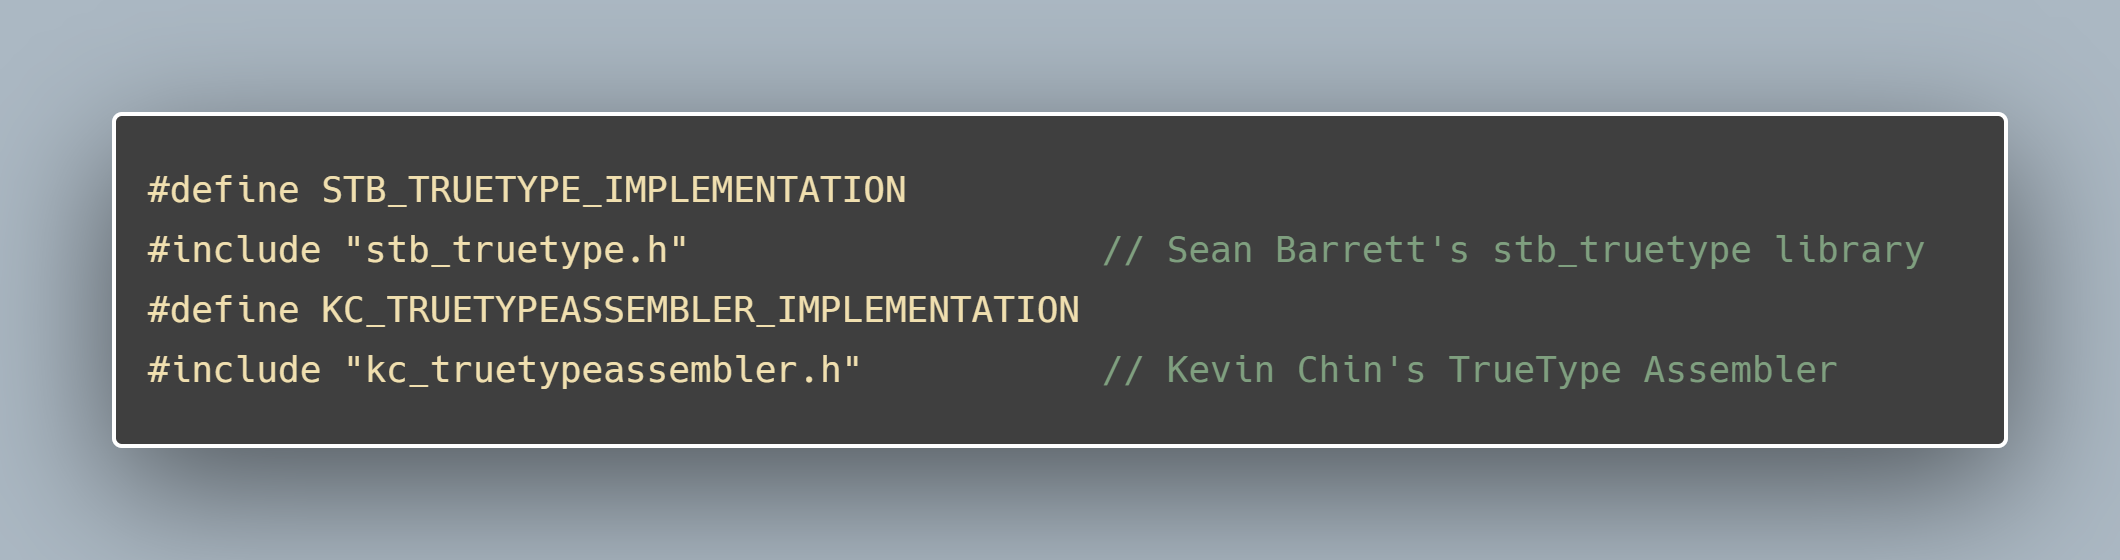 #define STB_TRUETYPE_IMPLEMENTATION
#include "stb_truetype.h"                   // Sean Barrett's stb_truetype library
#define KC_TRUETYPEASSEMBLER_IMPLEMENTATION
#include "kc_truetypeassembler.h"           // Kevin Chin's TrueType Assembler